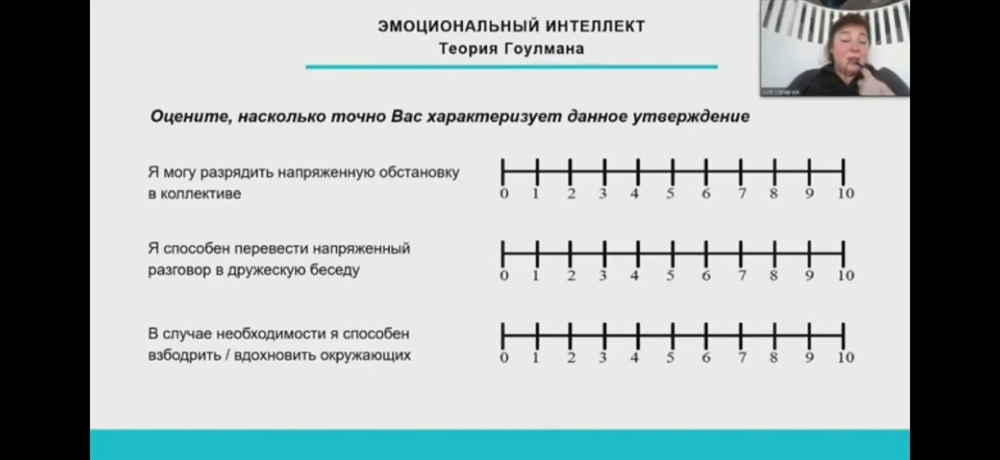 ЭМОЦИОНАЛЬНЫЙ ИНТЕЛЛЕКТ
Теория Гоулмана
Оцените, насколько точно Вас характеризует данное утверждение
Я могу разрядить напряженную обстановку
в коллективе
0 1 2 3 4 5 6 7 8 9 10
Я способен перевести напряженный
разговор в дружескую беседу
0 1 2 3 4 5 6 7 8 9 10
В случае необходимости я способен
взбодрить / вдохновить окружающих
0 1 2 3 4 5 6 7 8 9 10